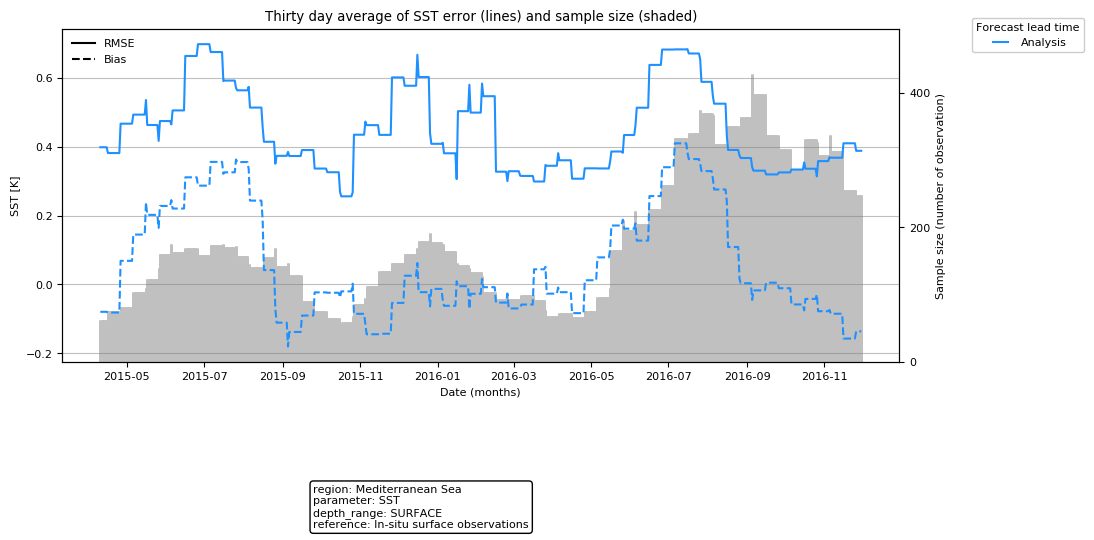 Thirty day average of SST error (lines) and sample size (shaded)
Forecast lead time
Analysis
RMSE
Bias
SST [K]
0.6
0.4
0.2
0.0
−0.2
400
200
0
Sample size (number of observation)
2015-05 2015-07 2015-09 2015-11 2016-01 2016-03 2016-05 2016-07 2016-09 2016-11
Date (months)
region: Mediterranean Sea
parameter: SST
depth_range: SURFACE
reference: In-situ surface observations